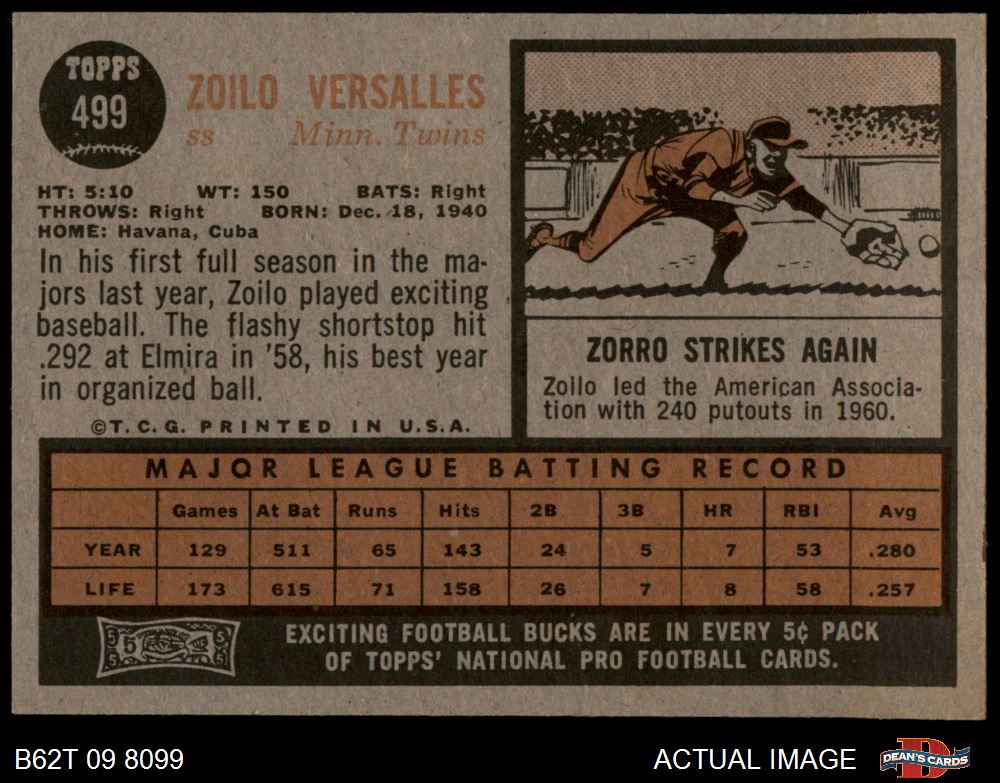 TOPPS
499
ZOILO VERSALLES
ss Minn. Twins
HT: 5:10 WT: 150 BATS: Right
THROWS: Right BORN: Dec. 18, 1940
HOME: Havana, Cuba
In his first full season in the ma-
jors last year, Zoilo played exciting
baseball. The flashy shortstop hit
.292 at Elmira in '58, his best year
in organized ball.
©T.C.G. PRINTED IN U.S.A.
ZORRO STRIKES AGAIN
Zoilo led the American Associa-
tion with 240 putouts in 1960.
MAJOR LEAGUE BATTING RECORD
Games At Bat Runs Hits 2B 3B HR RBI Avg
YEAR 129 511 65 143 24 5 7 53 .280
LIFE 173 615 71 158 26 7 8 58 .257
5 5 5 5 5
EXCITING FOOTBALL BUCKS ARE IN EVERY 5¢ PACK
OF TOPPS' NATIONAL PRO FOOTBALL CARDS.
B62T 09 8099 ACTUAL IMAGE DEAN'S CARDS